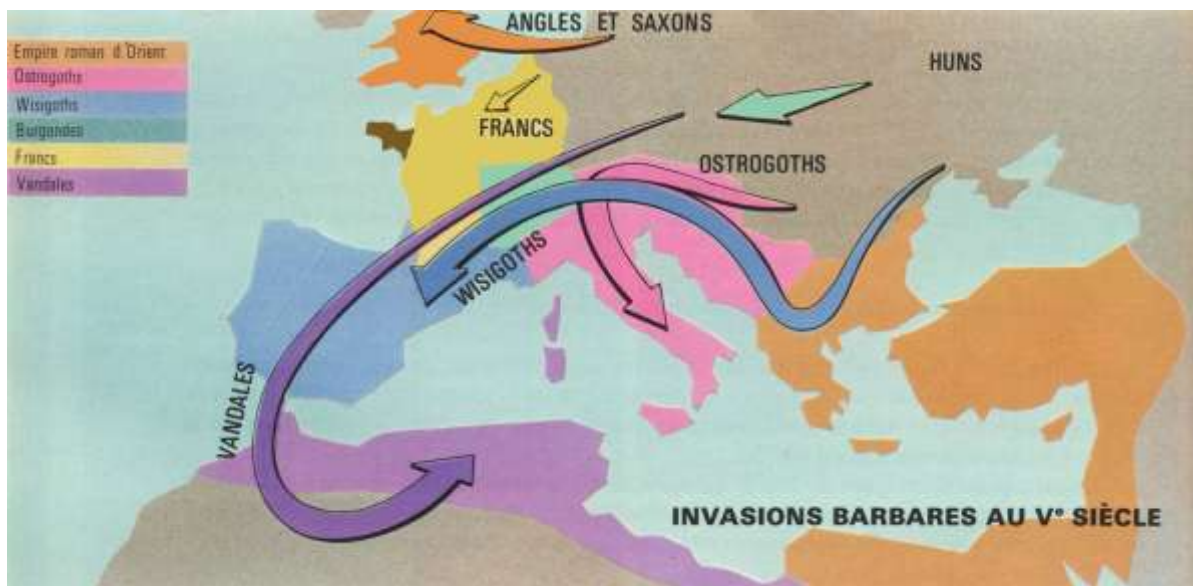 ANGLES ET SAXONS
Empire roman d'Orient
Ostrogoths
Wisigoths
Burgondes
Francs
Vandales
HUNS
FRANCS
OSTROGOTHS
WISIGOTHS
VANDALES
INVASIONS BARBARES AU Vᵉ SIÈCLE